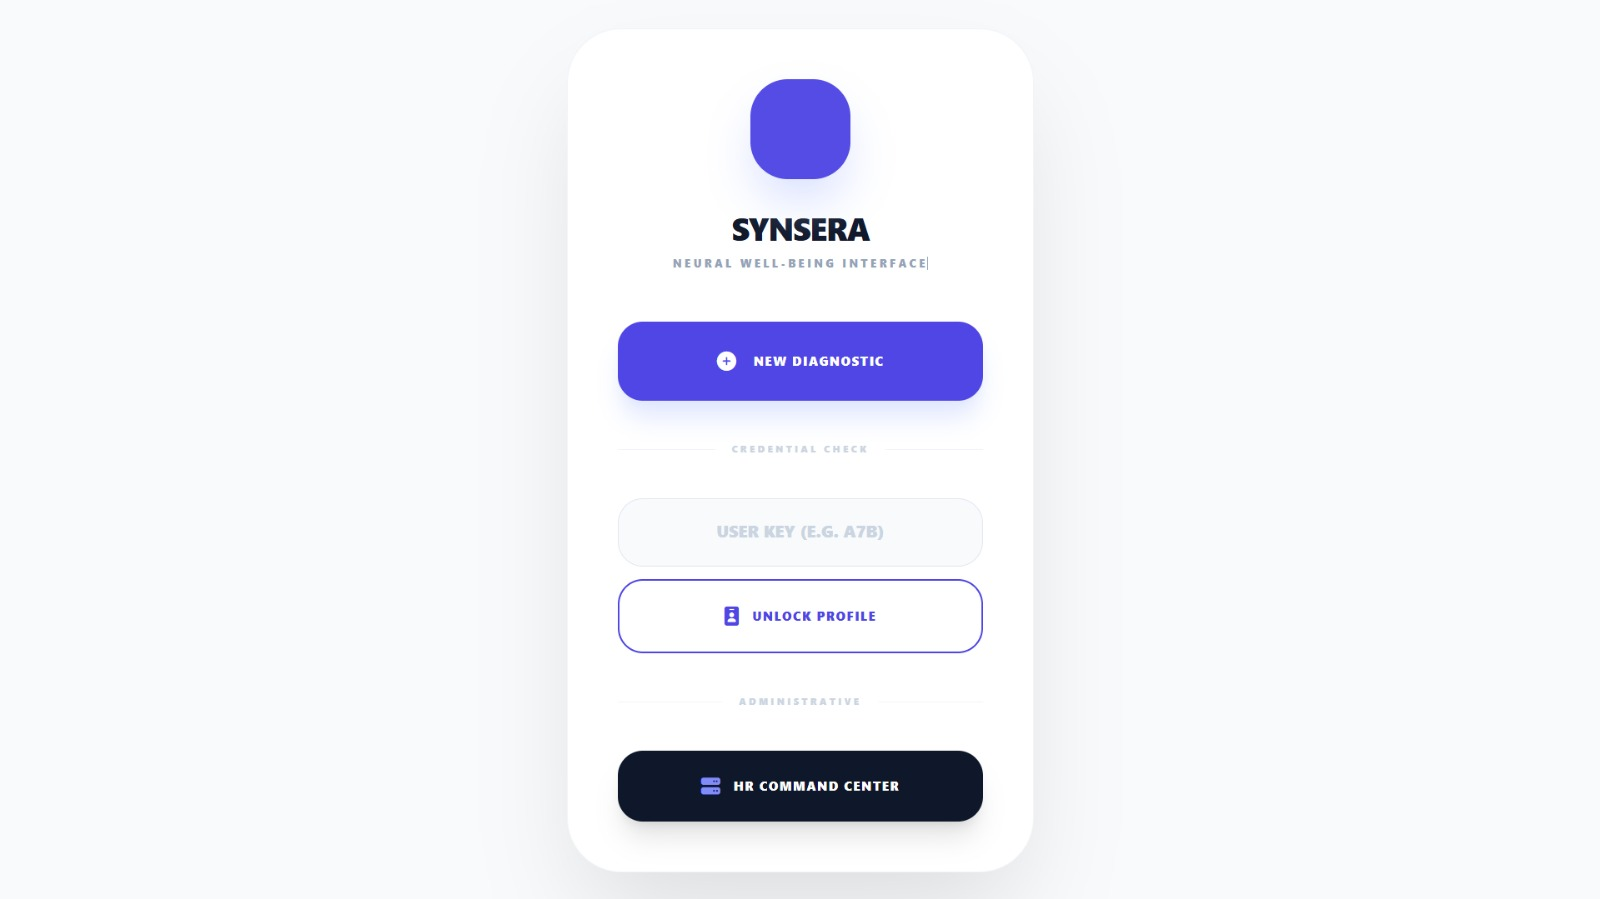 SYNSERA
NEURAL WELL-BEING INTERFACE
NEW DIAGNOSTIC
CREDENTIAL CHECK
USER KEY (E.G. A7B)
UNLOCK PROFILE
ADMINISTRATIVE
HR COMMAND CENTER